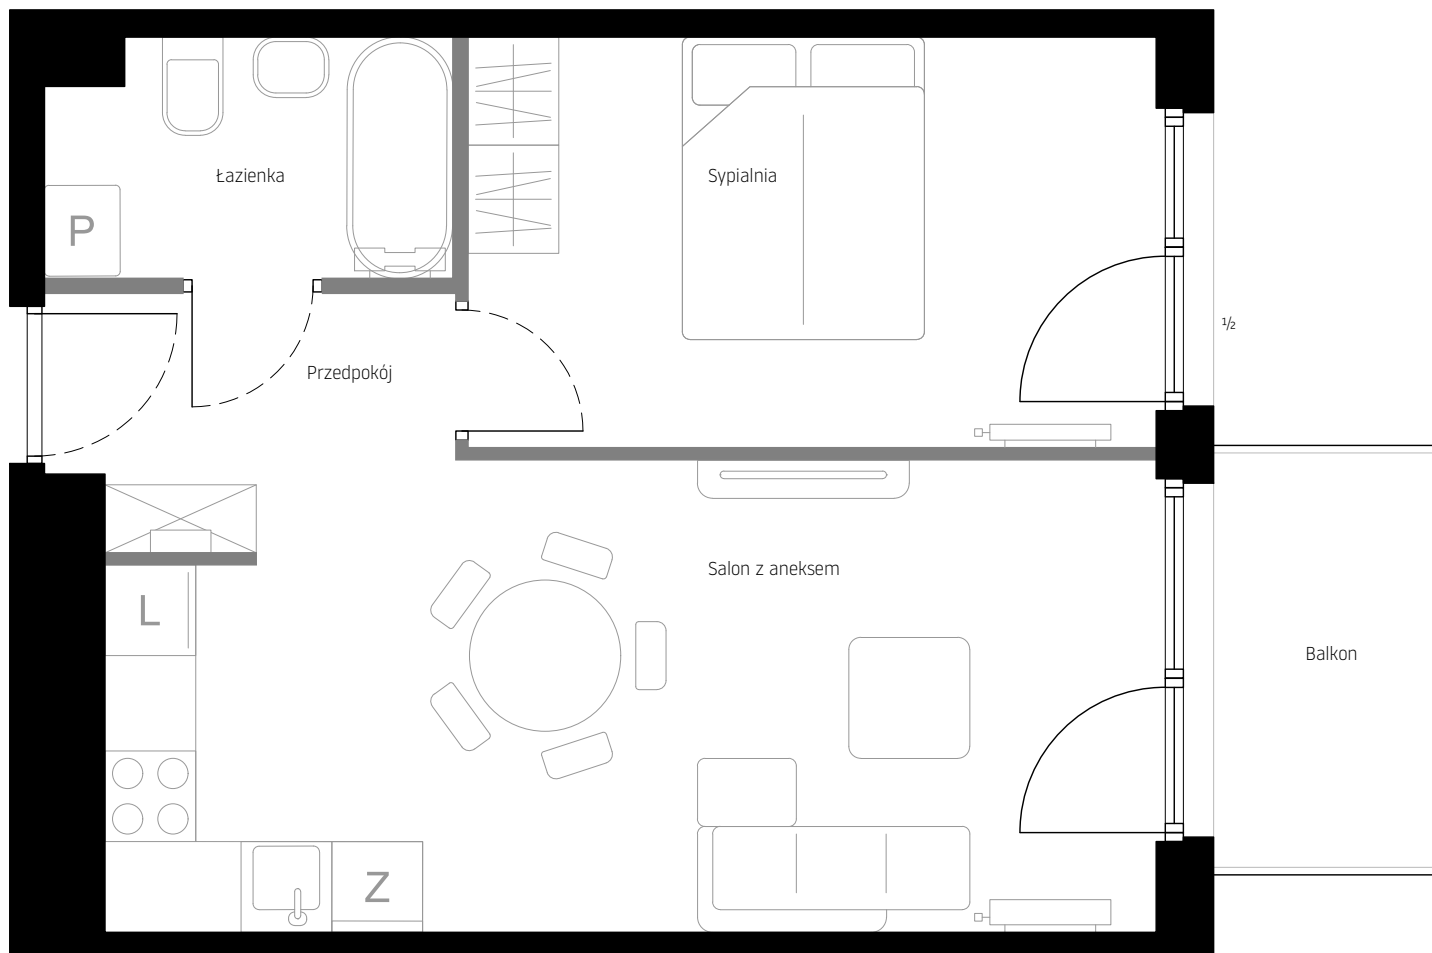 Łazienka
Sypialnia
P
½
Przedpokój
Salon z aneksem
L
Balkon
Z